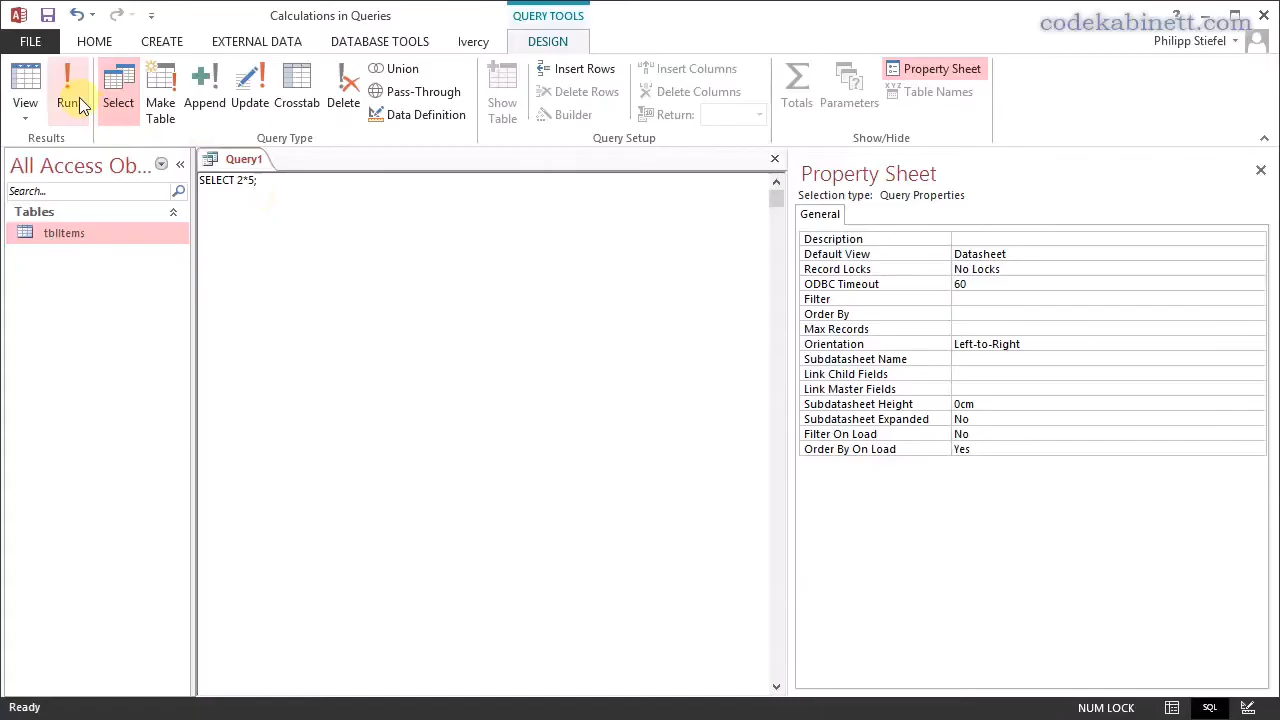 Calculations in Queries
QUERY TOOLS
?
codekabinett.com
FILE
HOME
CREATE
EXTERNAL DATA
DATABASE TOOLS
Ivercy
DESIGN
Philipp Stiefel
View
Run
Select
Make Table
Append
Update
Crosstab
Delete
Union
Pass-Through
Data Definition
Show Table
Insert Rows
Delete Rows
Builder
Insert Columns
Delete Columns
Return:
Totals
Parameters
Property Sheet
Table Names
Results
Query Type
Query Setup
Show/Hide
All Access Ob...
Search...
Tables
tblItems
Query1
SELECT 2*5;
Property Sheet
Selection type: Query Properties
General
Description
Default View Datasheet
Record Locks No Locks
ODBC Timeout 60
Filter
Order By
Max Records
Orientation Left-to-Right
Subdatasheet Name
Link Child Fields
Link Master Fields
Subdatasheet Height 0cm
Subdatasheet Expanded No
Filter On Load No
Order By On Load Yes
Ready
NUM LOCK
SQL